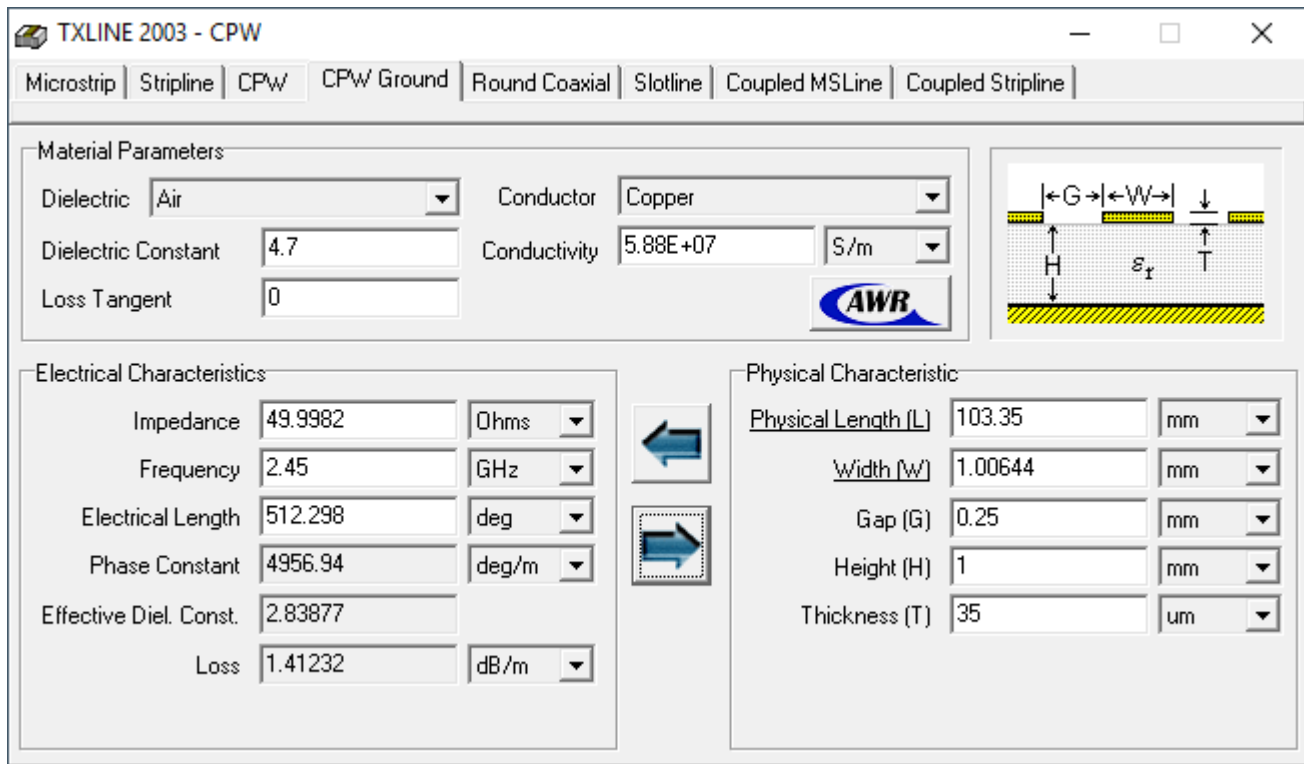 TXLINE 2003 - CPW
Microstrip Stripline CPW CPW Ground Round Coaxial Slotline Coupled MSLine Coupled Stripline
Material Parameters
Dielectric Air Conductor Copper
Dielectric Constant 4.7 Conductivity 5.88E+07 S/m
Loss Tangent 0 AWR
G W
H εr T
Electrical Characteristics
Impedance 49.9982 Ohms
Frequency 2.45 GHz
Electrical Length 512.298 deg
Phase Constant 4956.94 deg/m
Effective Diel. Const. 2.83877
Loss 1.41232 dB/m
Physical Characteristic
Physical Length (L) 103.35 mm
Width (W) 1.00644 mm
Gap (G) 0.25 mm
Height (H) 1 mm
Thickness (T) 35 um